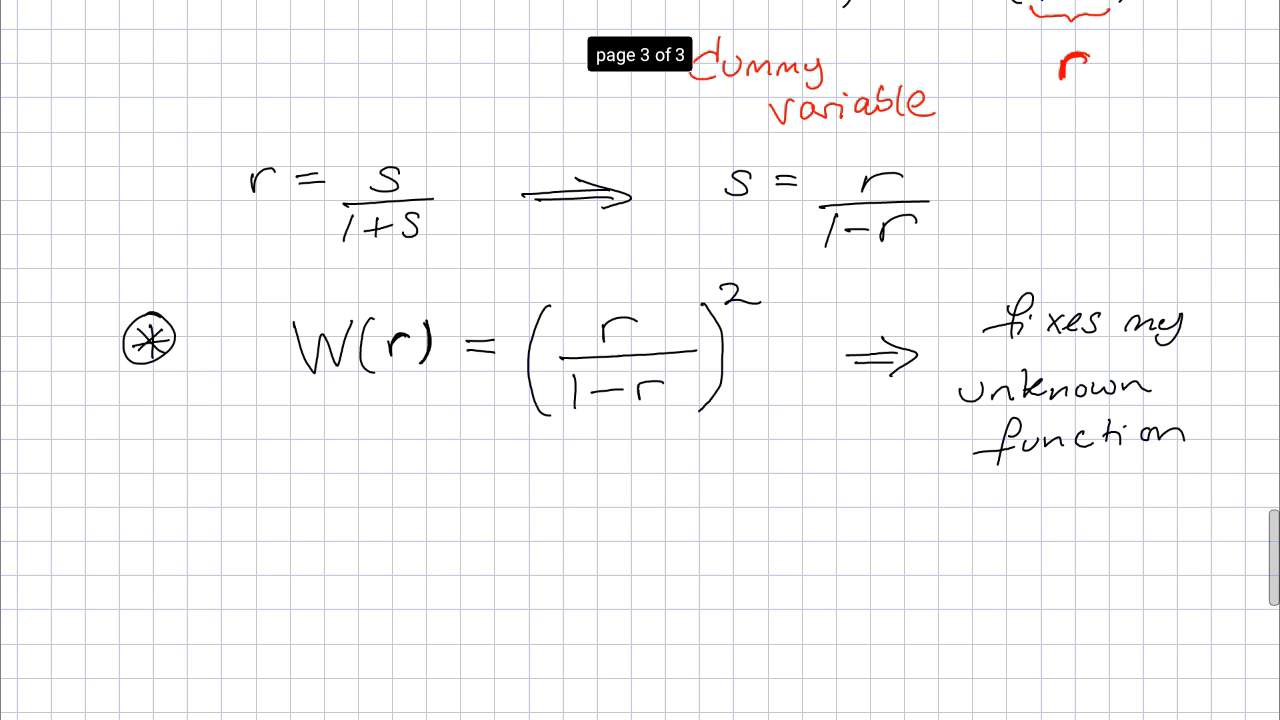 page 3 of 3
dummy r
variable
r = s/(1+s) ⟹ s = r/(1-r)
⊛ W(r) = (r/(1-r))² ⟹ fixes my
unknown
function